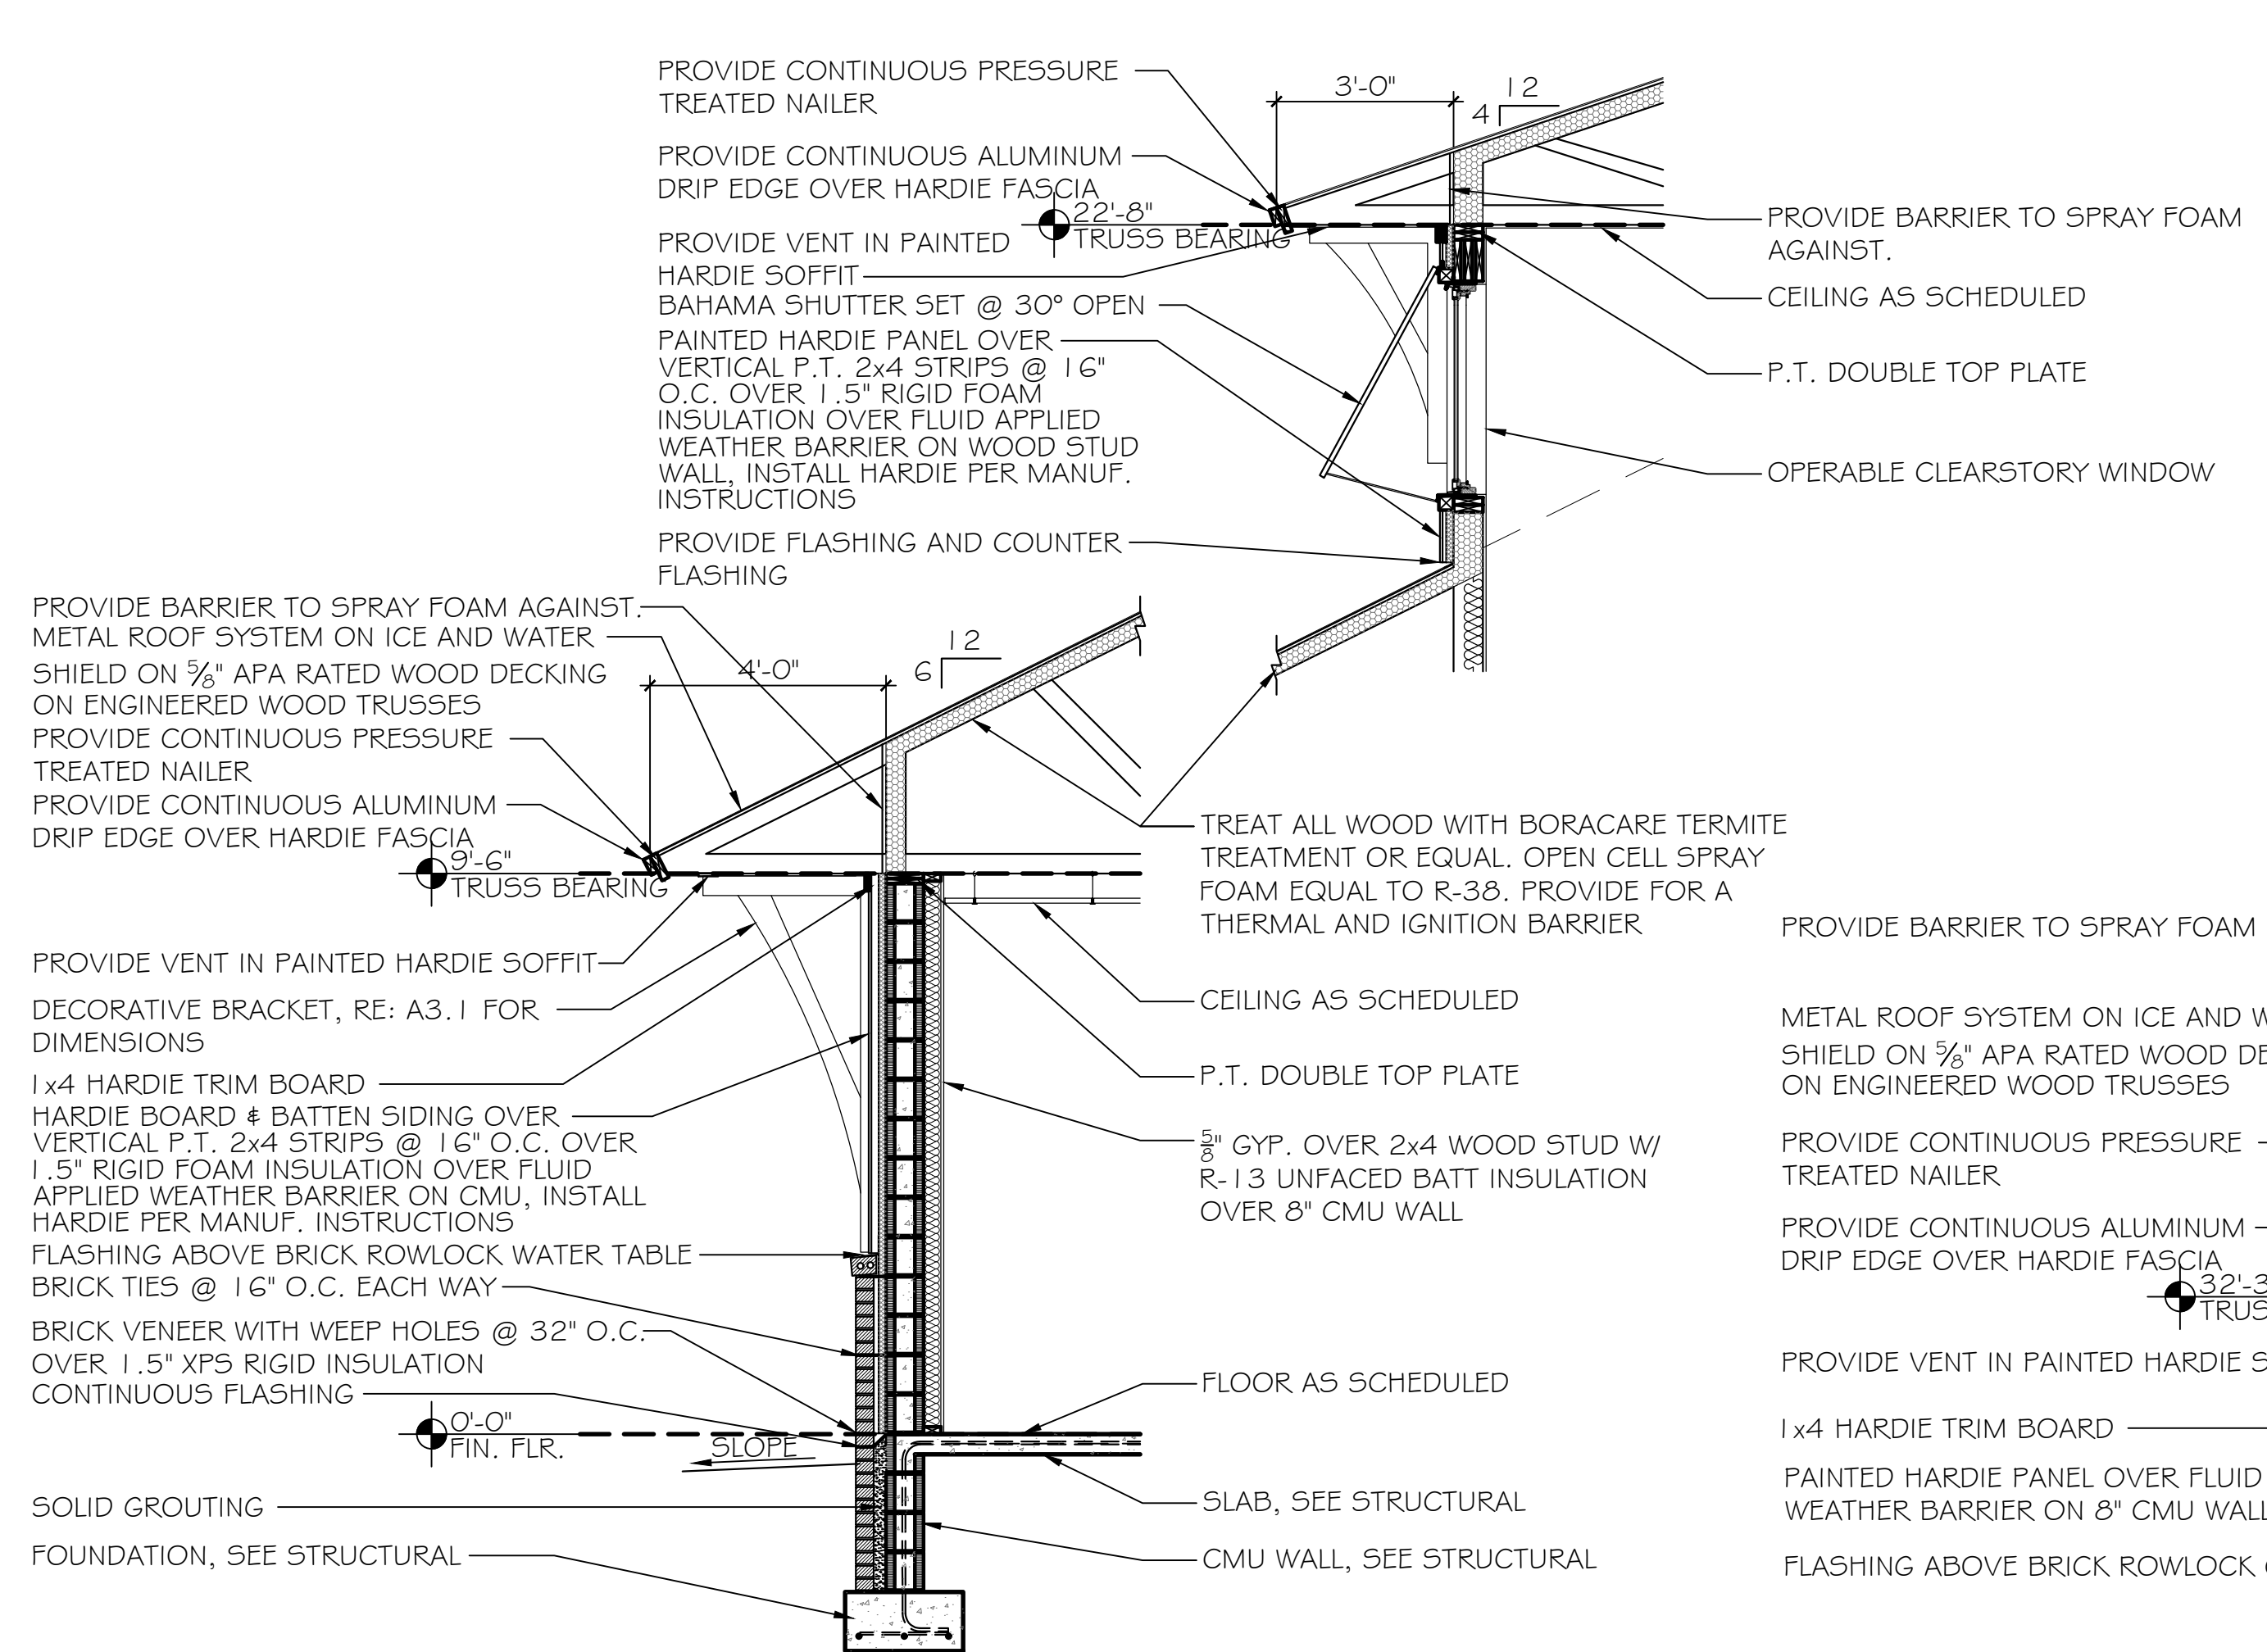 PROVIDE CONTINUOUS PRESSURE
TREATED NAILER
PROVIDE CONTINUOUS ALUMINUM
DRIP EDGE OVER HARDIE FASCIA
22'-8"
TRUSS BEARING
PROVIDE VENT IN PAINTED
HARDIE SOFFIT
BAHAMA SHUTTER SET @ 30° OPEN
PAINTED HARDIE PANEL OVER
VERTICAL P.T. 2x4 STRIPS @ 16"
O.C. OVER 1.5" RIGID FOAM
INSULATION OVER FLUID APPLIED
WEATHER BARRIER ON WOOD STUD
WALL, INSTALL HARDIE PER MANUF.
INSTRUCTIONS
PROVIDE FLASHING AND COUNTER
FLASHING
3'-0"
12
4
PROVIDE BARRIER TO SPRAY FOAM
AGAINST.
CEILING AS SCHEDULED
P.T. DOUBLE TOP PLATE
OPERABLE CLEARSTORY WINDOW
PROVIDE BARRIER TO SPRAY FOAM AGAINST.
METAL ROOF SYSTEM ON ICE AND WATER
SHIELD ON 5/8" APA RATED WOOD DECKING
ON ENGINEERED WOOD TRUSSES
PROVIDE CONTINUOUS PRESSURE
TREATED NAILER
PROVIDE CONTINUOUS ALUMINUM
DRIP EDGE OVER HARDIE FASCIA
9'-6"
TRUSS BEARING
4'-0"
12
6
PROVIDE VENT IN PAINTED HARDIE SOFFIT
DECORATIVE BRACKET, RE: A3.1 FOR
DIMENSIONS
1x4 HARDIE TRIM BOARD
HARDIE BOARD & BATTEN SIDING OVER
VERTICAL P.T. 2x4 STRIPS @ 16" O.C. OVER
1.5" RIGID FOAM INSULATION OVER FLUID
APPLIED WEATHER BARRIER ON CMU, INSTALL
HARDIE PER MANUF. INSTRUCTIONS
FLASHING ABOVE BRICK ROWLOCK WATER TABLE
BRICK TIES @ 16" O.C. EACH WAY
BRICK VENEER WITH WEEP HOLES @ 32" O.C.
OVER 1.5" XPS RIGID INSULATION
CONTINUOUS FLASHING
0'-0"
FIN. FLR.
SLOPE
SOLID GROUTING
FOUNDATION, SEE STRUCTURAL
TREAT ALL WOOD WITH BORACARE TERMITE
TREATMENT OR EQUAL. OPEN CELL SPRAY
FOAM EQUAL TO R-38. PROVIDE FOR A
THERMAL AND IGNITION BARRIER
CEILING AS SCHEDULED
P.T. DOUBLE TOP PLATE
5/8" GYP. OVER 2x4 WOOD STUD W/
R-13 UNFACED BATT INSULATION
OVER 8" CMU WALL
FLOOR AS SCHEDULED
SLAB, SEE STRUCTURAL
CMU WALL, SEE STRUCTURAL
PROVIDE BARRIER TO SPRAY FOAM
METAL ROOF SYSTEM ON ICE AND
SHIELD ON 5/8" APA RATED WOOD
ON ENGINEERED WOOD TRUSSES
PROVIDE CONTINUOUS PRESSURE
TREATED NAILER
PROVIDE CONTINUOUS ALUMINUM
DRIP EDGE OVER HARDIE FASCIA
32'-3
PROVIDE VENT IN PAINTED HARDIE
1x4 HARDIE TRIM BOARD
PAINTED HARDIE PANEL OVER FLUID
WEATHER BARRIER ON 8" CMU WALL
FLASHING ABOVE BRICK ROWLOCK